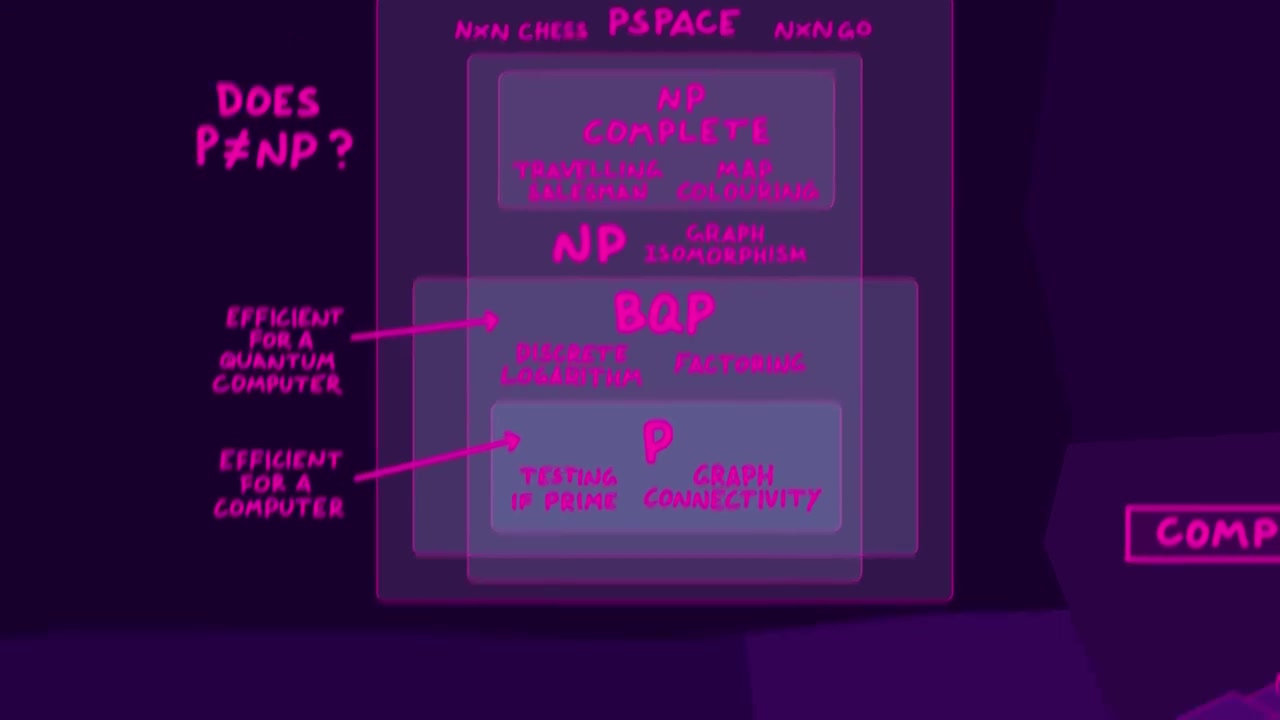 NXN CHESS PSPACE NXN GO
DOES
P≠NP?
NP
COMPLETE
TRAVELLING
SALESMAN
MAP
COLOURING
NP
GRAPH
ISOMORPHISM
EFFICIENT
FOR A
QUANTUM
COMPUTER
BQP
DISCRETE
LOGARITHM
FACTORING
EFFICIENT
FOR A
COMPUTER
P
TESTING
IF PRIME
GRAPH
CONNECTIVITY
COMP